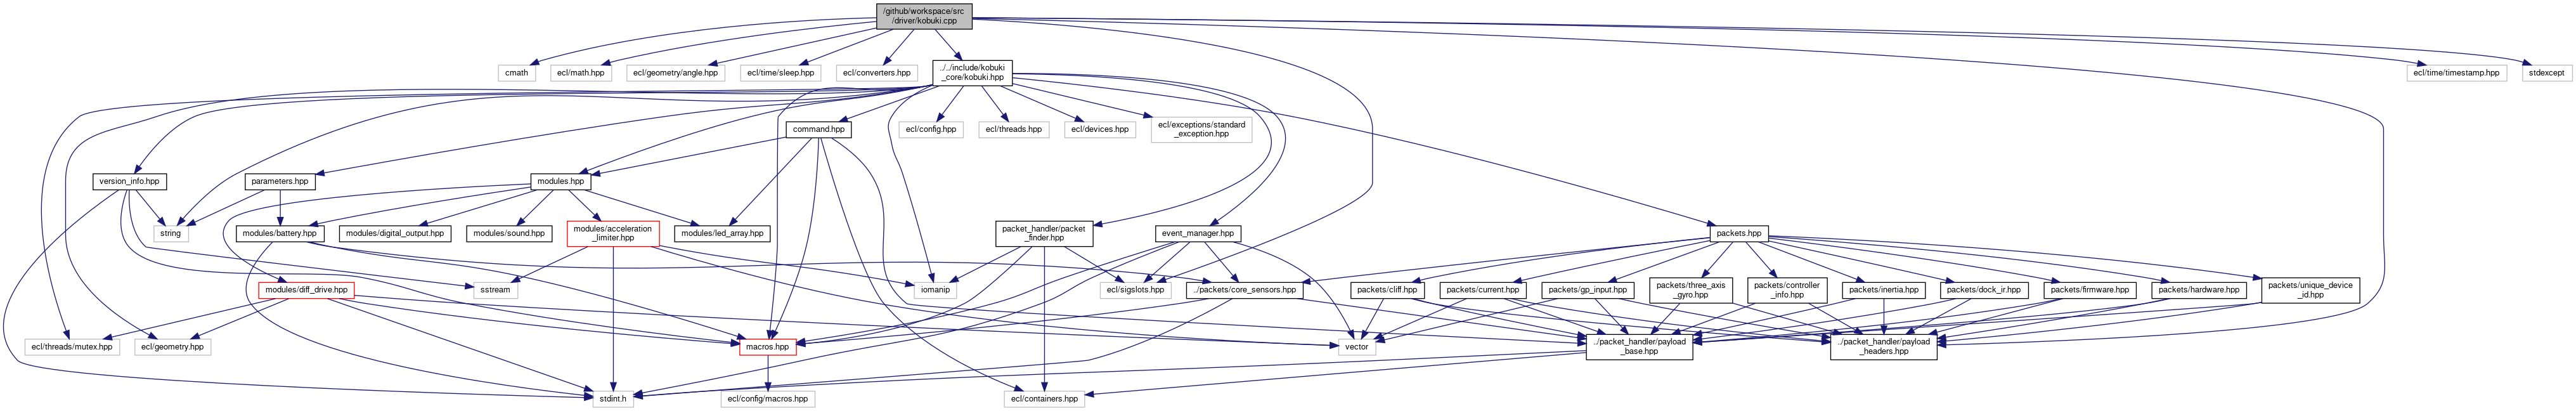 /github/workspace/src
/driver/kobuki.cpp
cmath
ecl/math.hpp
ecl/geometry/angle.hpp
ecl/time/sleep.hpp
ecl/converters.hpp
../../include/kobuki
_core/kobuki.hpp
ecl/time/timestamp.hpp
stdexcept
command.hpp
ecl/config.hpp
ecl/threads.hpp
ecl/devices.hpp
ecl/exceptions/standard
_exception.hpp
version_info.hpp
parameters.hpp
modules.hpp
string
modules/battery.hpp
modules/digital_output.hpp
modules/sound.hpp
modules/acceleration
_limiter.hpp
modules/led_array.hpp
packet_handler/packet
_finder.hpp
event_manager.hpp
packets.hpp
modules/diff_drive.hpp
sstream
iomanip
ecl/sigslots.hpp
../packets/core_sensors.hpp
packets/cliff.hpp
packets/current.hpp
packets/gp_input.hpp
packets/three_axis
_gyro.hpp
packets/controller
_info.hpp
packets/inertia.hpp
packets/dock_ir.hpp
packets/firmware.hpp
packets/hardware.hpp
packets/unique_device
_id.hpp
ecl/threads/mutex.hpp
ecl/geometry.hpp
macros.hpp
vector
../packet_handler/payload
_base.hpp
../packet_handler/payload
_headers.hpp
stdint.h
ecl/config/macros.hpp
ecl/containers.hpp